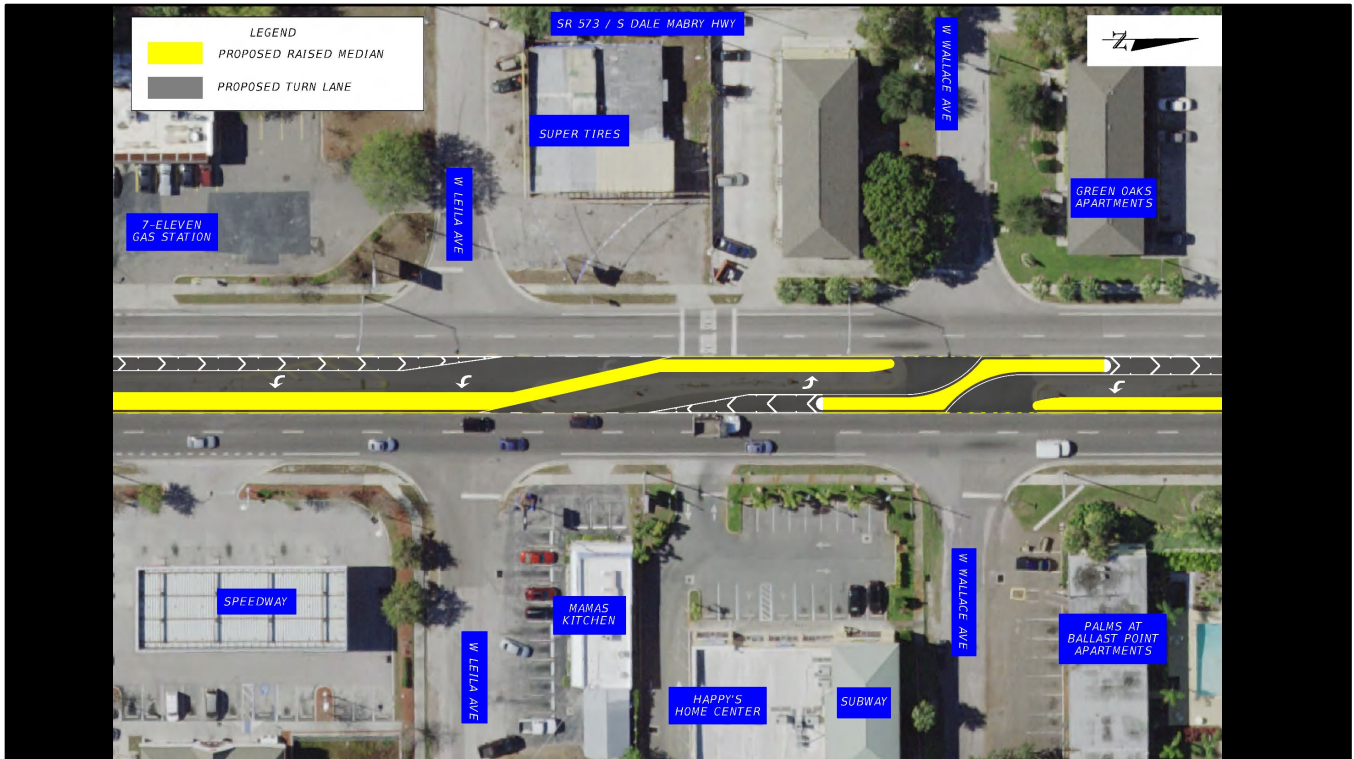 LEGEND
PROPOSED RAISED MEDIAN
PROPOSED TURN LANE
SR 573 / S DALE MABRY HWY
W WALLACE AVE
N
SUPER TIRES
W LEILA AVE
7-ELEVEN
GAS STATION
GREEN OAKS
APARTMENTS
SPEEDWAY
MAMAS
KITCHEN
W LEILA AVE
HAPPY'S
HOME CENTER
SUBWAY
W WALLACE AVE
PALMS AT
BALLAST POINT
APARTMENTS